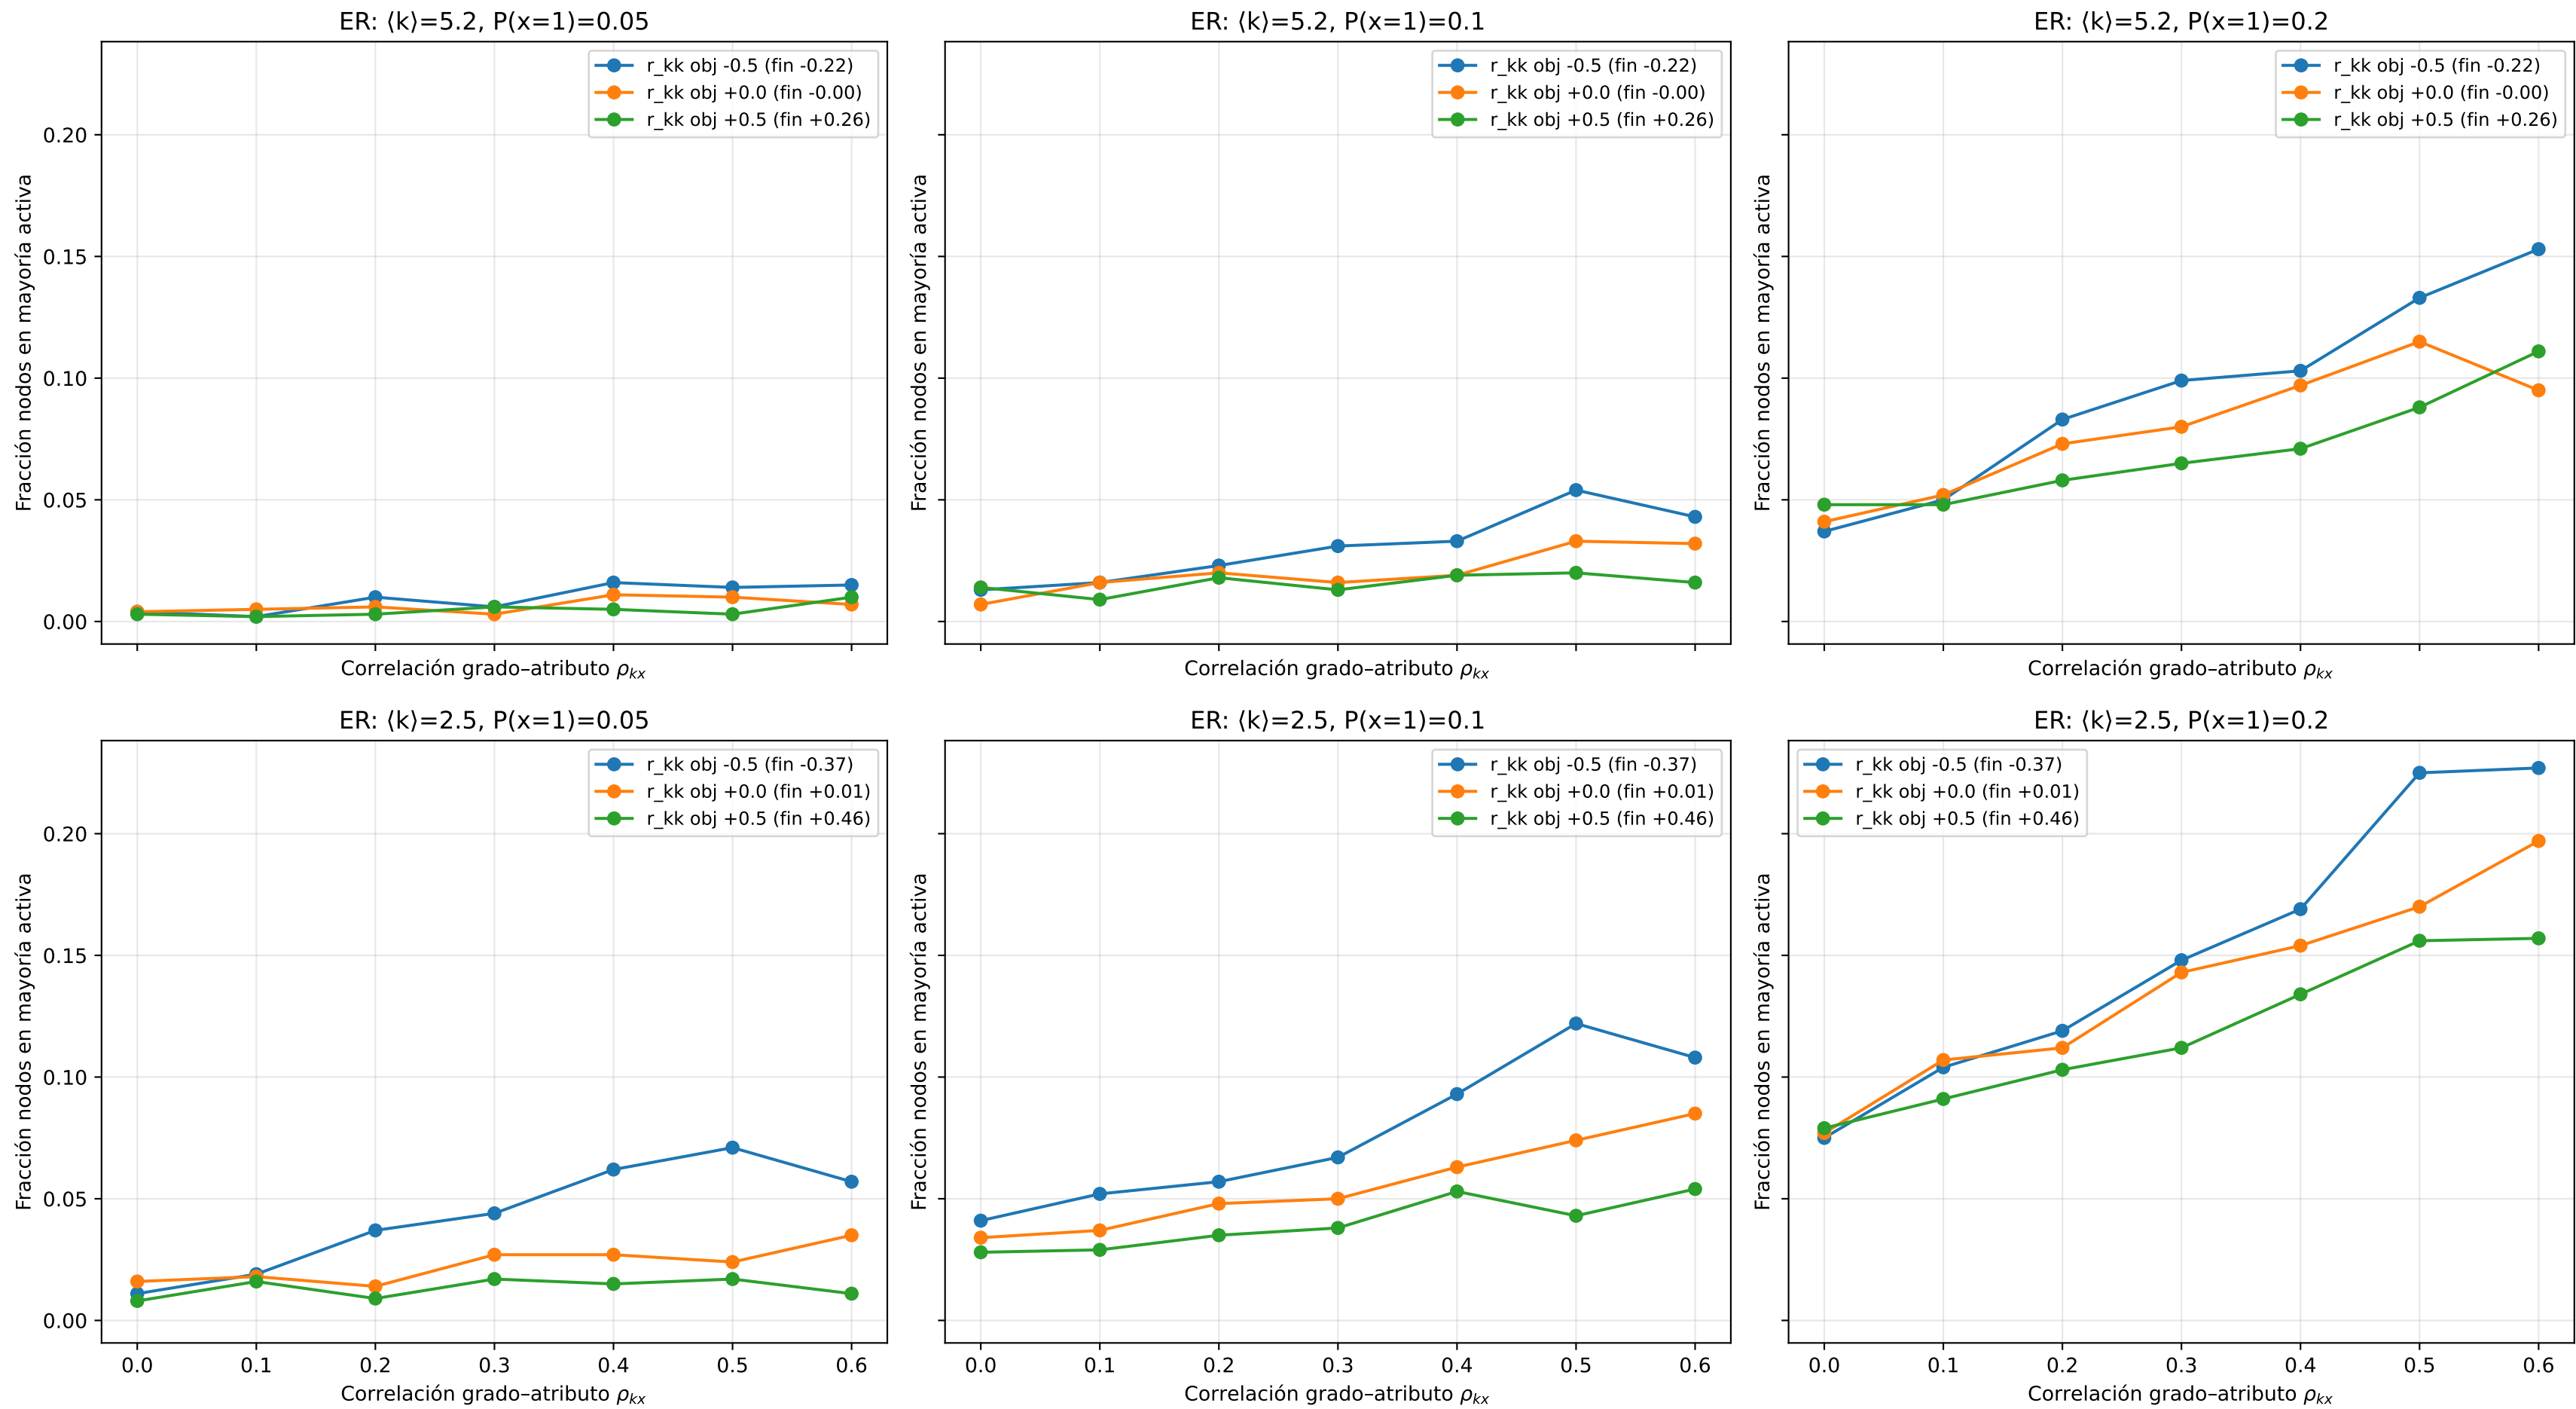 ER: ⟨k⟩=5.2, P(x=1)=0.05
r_kk obj -0.5 (fin -0.22)
r_kk obj +0.0 (fin -0.00)
r_kk obj +0.5 (fin +0.26)
Fracción nodos en mayoría activa
0.20
0.15
0.10
0.05
0.00
Correlación grado–atributo ρkx
ER: ⟨k⟩=5.2, P(x=1)=0.1
r_kk obj -0.5 (fin -0.22)
r_kk obj +0.0 (fin -0.00)
r_kk obj +0.5 (fin +0.26)
Fracción nodos en mayoría activa
Correlación grado–atributo ρkx
ER: ⟨k⟩=5.2, P(x=1)=0.2
r_kk obj -0.5 (fin -0.22)
r_kk obj +0.0 (fin -0.00)
r_kk obj +0.5 (fin +0.26)
Fracción nodos en mayoría activa
Correlación grado–atributo ρkx
ER: ⟨k⟩=2.5, P(x=1)=0.05
r_kk obj -0.5 (fin -0.37)
r_kk obj +0.0 (fin +0.01)
r_kk obj +0.5 (fin +0.46)
Fracción nodos en mayoría activa
0.20
0.15
0.10
0.05
0.00
0.0 0.1 0.2 0.3 0.4 0.5 0.6
Correlación grado–atributo ρkx
ER: ⟨k⟩=2.5, P(x=1)=0.1
r_kk obj -0.5 (fin -0.37)
r_kk obj +0.0 (fin +0.01)
r_kk obj +0.5 (fin +0.46)
Fracción nodos en mayoría activa
0.0 0.1 0.2 0.3 0.4 0.5 0.6
Correlación grado–atributo ρkx
ER: ⟨k⟩=2.5, P(x=1)=0.2
r_kk obj -0.5 (fin -0.37)
r_kk obj +0.0 (fin +0.01)
r_kk obj +0.5 (fin +0.46)
Fracción nodos en mayoría activa
0.0 0.1 0.2 0.3 0.4 0.5 0.6
Correlación grado–atributo ρkx